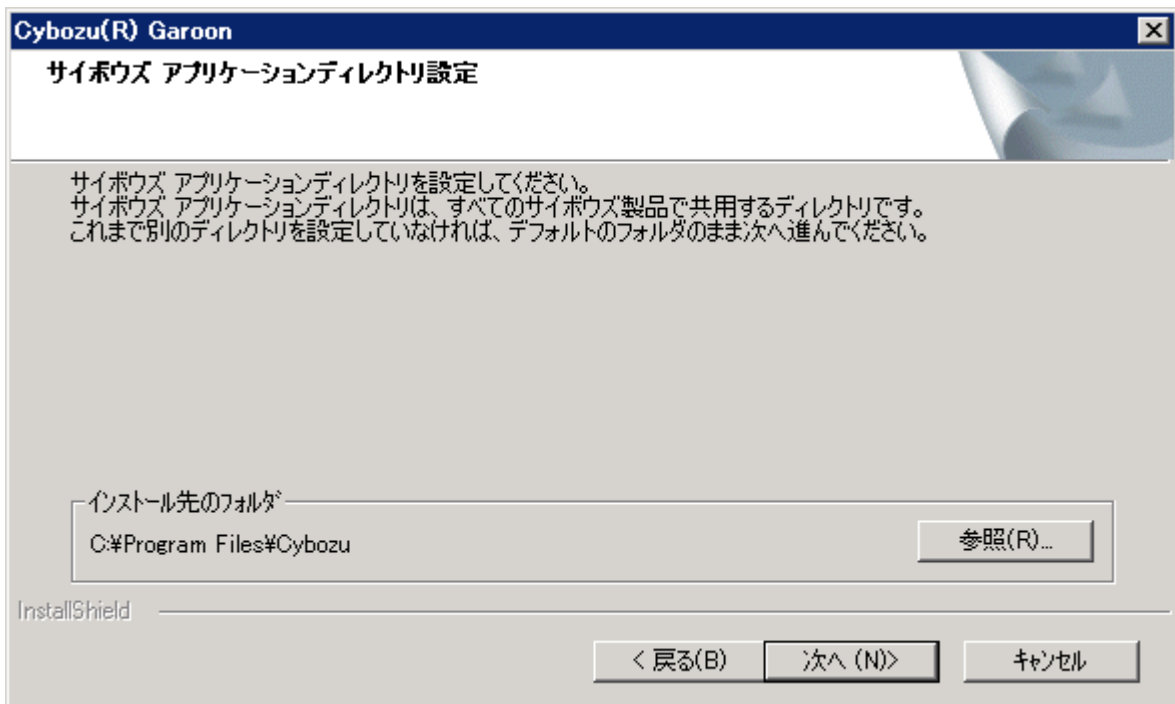 Cybozu(R) Garoon
サイボウズ アプリケーションディレクトリ設定
サイボウズ アプリケーションディレクトリを設定してください。
サイボウズ アプリケーションディレクトリは、すべてのサイボウズ製品で共用するディレクトリです。
これまで別のディレクトリを設定していなければ、デフォルトのフォルダのまま次へ進んでください。
インストール先のフォルダ
C:¥Program Files¥Cybozu
参照(R)...
InstallShield
< 戻る(B)
次へ (N)>
キャンセル